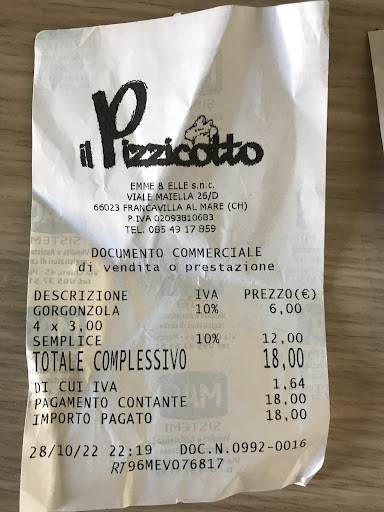 il Pizzicotto
EMME & ELLE s.n.c.
VIALE MAIELLA 26/D
66023 FRANCAVILLA AL MARE (CH)
P.IVA 02093810683
TEL. 085 49 17 859
DOCUMENTO COMMERCIALE
di vendita o prestazione
DESCRIZIONE IVA PREZZO(€)
GORGONZOLA 10% 6,00
4 x 3,00
SEMPLICE 10% 12,00
TOTALE COMPLESSIVO 18,00
DI CUI IVA 1,64
PAGAMENTO CONTANTE 18,00
IMPORTO PAGATO 18,00
28/10/22 22:19 DOC.N.0992-0016
RT96MEV076817